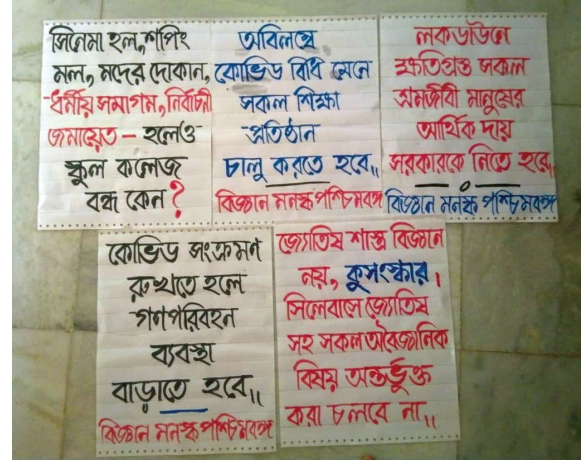 সিনেমা হল, শপিং
মল, মদের দোকান,
ধর্মীয় সমাগম, নির্বাচনী
জমায়েত – হলেও
স্কুল কলেজ
বন্ধ কেন ?
অবিলম্বে
কোভিড বিধি মেনে
সকল শিক্ষা
প্রতিষ্ঠান
চালু করতে হবে॥
বিজ্ঞান মনস্ক পশ্চিমবঙ্গ
লকডাউনে
ক্ষতিগ্রস্ত সকল
শ্রমজীবী মানুষের
আর্থিক দায়
সরকারকে নিতে হবে॥
বিজ্ঞান মনস্ক পশ্চিমবঙ্গ
কোভিড সংক্রমণ
রুখতে হলে
গণপরিবহন
ব্যবস্থা
বাড়াতে হবে॥
বিজ্ঞান মনস্ক পশ্চিমবঙ্গ
জ্যোতিষ শাস্ত্র বিজ্ঞান
নয়, কুসংস্কার।
সিলেবাসে জ্যোতিষ
সহ সকল অবৈজ্ঞানিক
বিষয় অন্তর্ভুক্ত
করা চলবে না॥